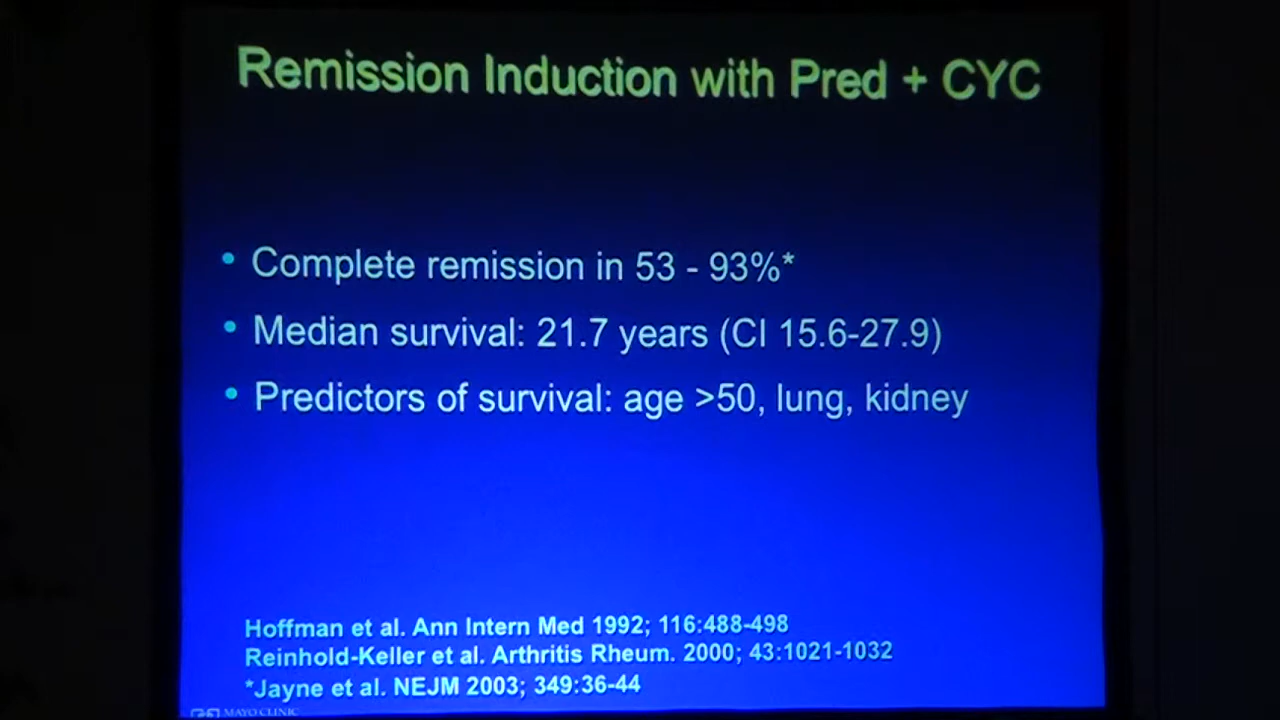 Remission Induction with Pred + CYC
• Complete remission in 53 - 93%*
• Median survival: 21.7 years (CI 15.6-27.9)
• Predictors of survival: age >50, lung, kidney
Hoffman et al. Ann Intern Med 1992; 116:488-498
Reinhold-Keller et al. Arthritis Rheum. 2000; 43:1021-1032
*Jayne et al. NEJM 2003; 349:36-44
MAYO CLINIC